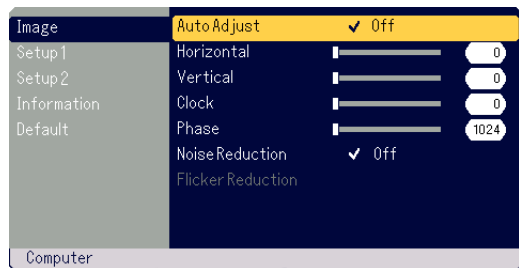 Image
Setup1
Setup2
Information
Default
Auto Adjust ✔ Off
Horizontal 0
Vertical 0
Clock 0
Phase 1024
Noise Reduction ✔ Off
Flicker Reduction
Computer